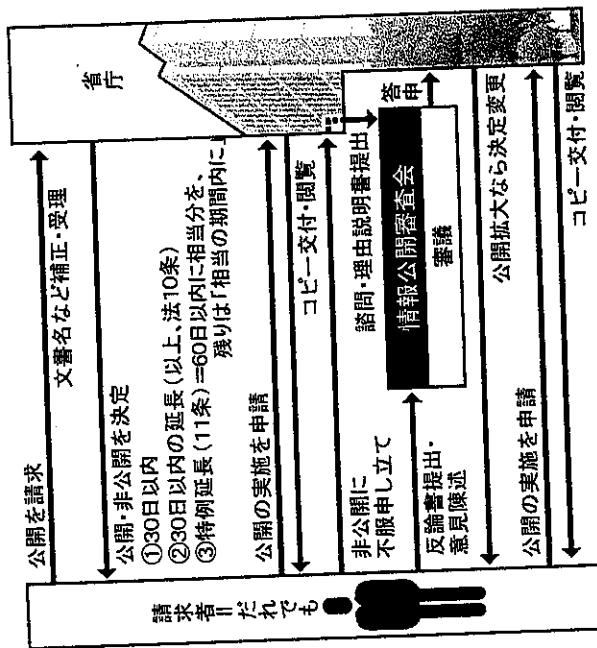 省庁
請求者＝だれでも
公開を請求
文書名など補正・受理
公開・非公開を決定
①30日以内
②30日以内の延長(以上、法10条)
③特例延長(11条)=60日以内に相当分を、
残りは「相当の期間内に」
公開の実施を申請
コピー交付・閲覧
非公開に
不服申し立て
諮問・理由説明書提出
情報公開審査会
審議
答申
反論書提出・
意見陳述
公開拡大なら決定変更
公開の実施を申請
コピー交付・閲覧